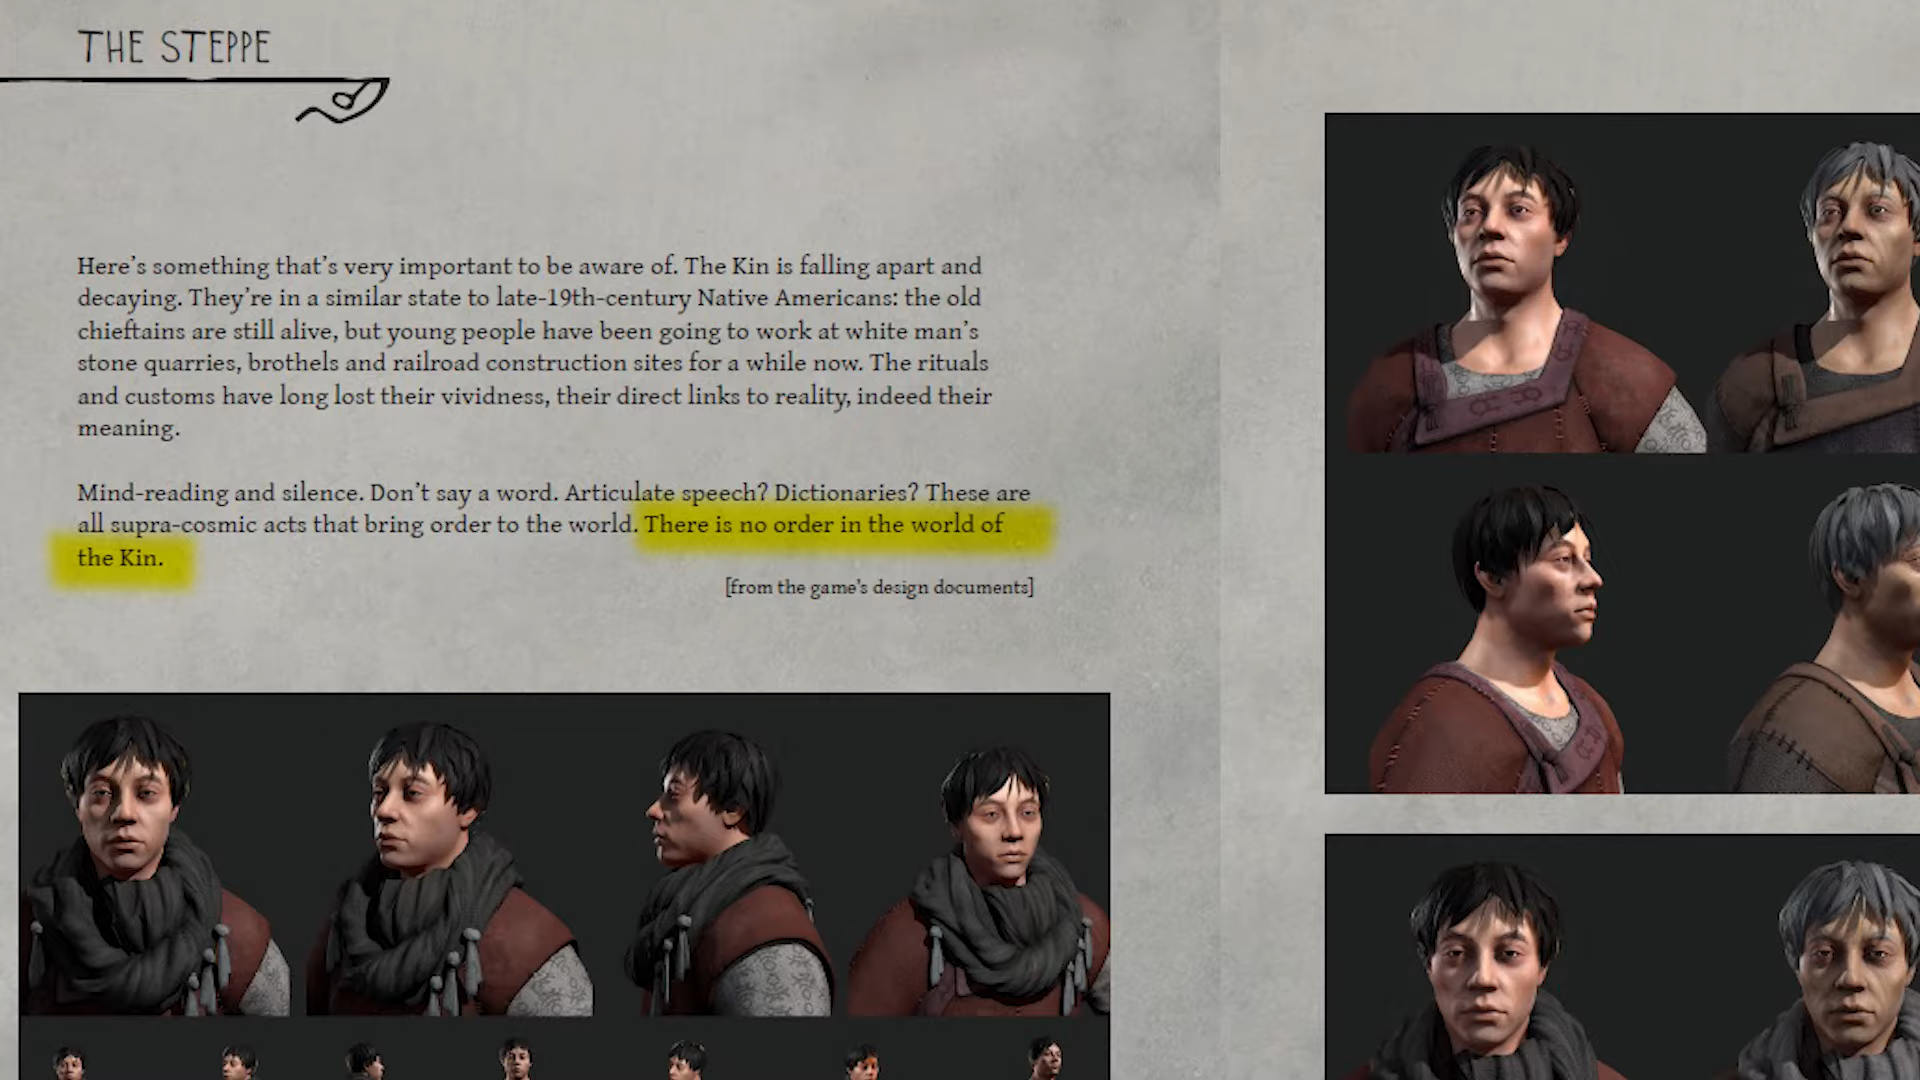 THE STEPPE
Here’s something that’s very important to be aware of. The Kin is falling apart and
decaying. They’re in a similar state to late-19th-century Native Americans: the old
chieftains are still alive, but young people have been going to work at white man’s
stone quarries, brothels and railroad construction sites for a while now. The rituals
and customs have long lost their vividness, their direct links to reality, indeed their
meaning.
Mind-reading and silence. Don’t say a word. Articulate speech? Dictionaries? These are
all supra-cosmic acts that bring order to the world. There is no order in the world of
the Kin.
[from the game’s design documents]